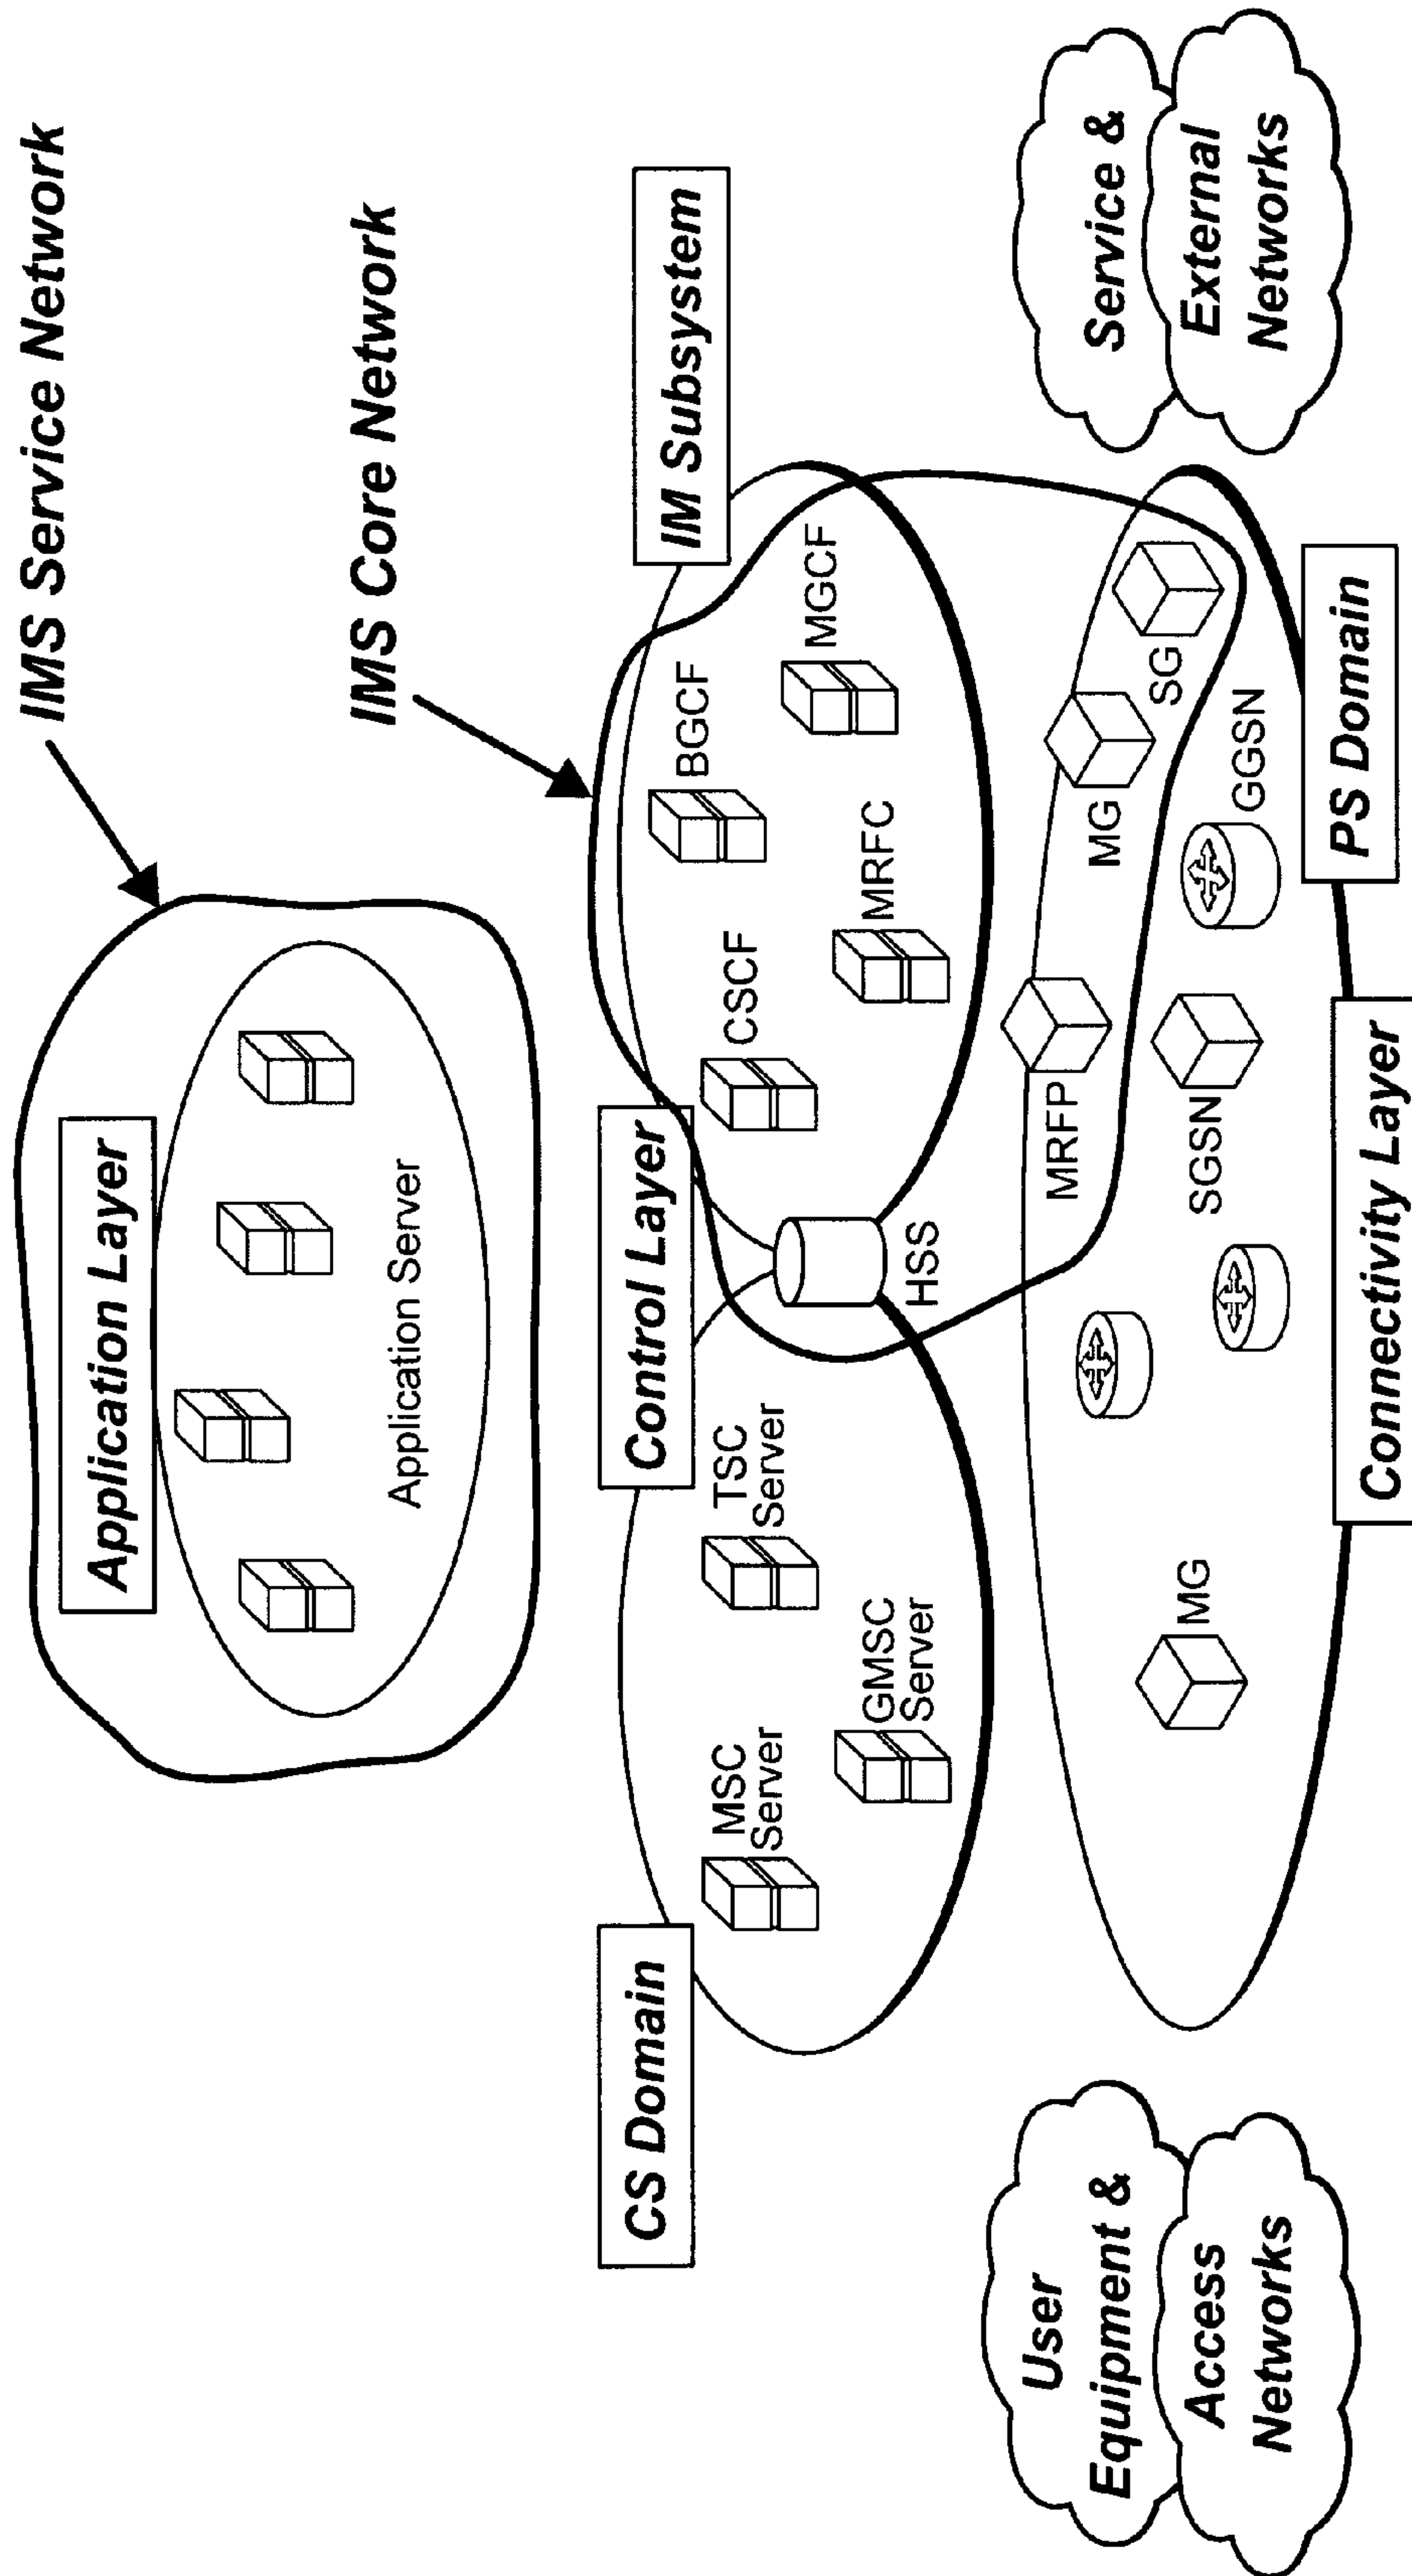 IMS Service Network
Application Layer
Application Server
IMS Core Network
CS Domain
Control Layer
IM Subsystem
MSC
Server
TSC
Server
GMSC
Server
HSS
CSCF
BGCF
MRFC
MGCF
User
Equipment &
Access
Networks
MG
MRFP
MG
SG
SGSN
GGSN
PS Domain
Connectivity Layer
Service &
External
Networks